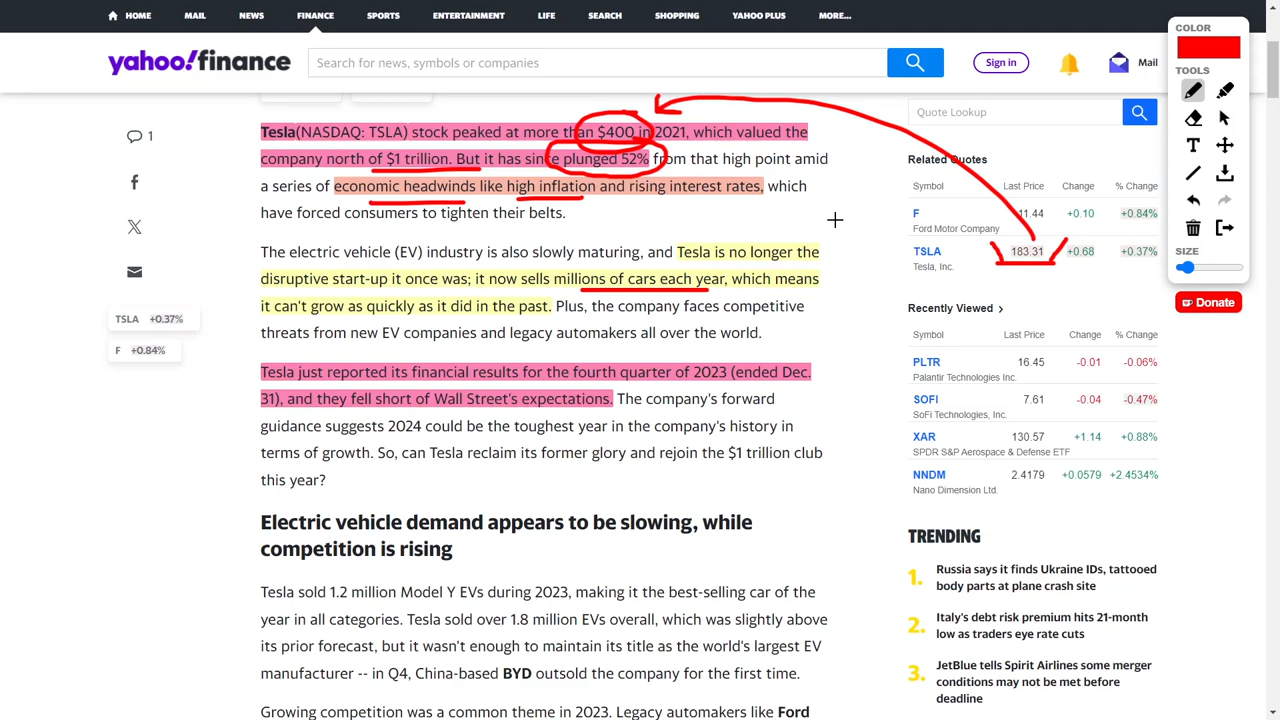 HOME MAIL NEWS FINANCE SPORTS ENTERTAINMENT LIFE SEARCH SHOPPING YAHOO PLUS MORE...
yahoo!finance
Search for news, symbols or companies
Sign in
Mail
1
TSLA +0.37%
F +0.84%
Tesla(NASDAQ: TSLA) stock peaked at more than $400 in 2021, which valued the
company north of $1 trillion. But it has since plunged 52% from that high point amid
a series of economic headwinds like high inflation and rising interest rates, which
have forced consumers to tighten their belts.
The electric vehicle (EV) industry is also slowly maturing, and Tesla is no longer the
disruptive start-up it once was; it now sells millions of cars each year, which means
it can't grow as quickly as it did in the past. Plus, the company faces competitive
threats from new EV companies and legacy automakers all over the world.
Tesla just reported its financial results for the fourth quarter of 2023 (ended Dec.
31), and they fell short of Wall Street's expectations. The company's forward
guidance suggests 2024 could be the toughest year in the company's history in
terms of growth. So, can Tesla reclaim its former glory and rejoin the $1 trillion club
this year?
Electric vehicle demand appears to be slowing, while
competition is rising
Tesla sold 1.2 million Model Y EVs during 2023, making it the best-selling car of the
year in all categories. Tesla sold over 1.8 million EVs overall, which was slightly above
its prior forecast, but it wasn't enough to maintain its title as the world's largest EV
manufacturer -- in Q4, China-based BYD outsold the company for the first time.
Growing competition was a common theme in 2023. Legacy automakers like Ford
Quote Lookup
Related Quotes
Symbol Last Price Change % Change
F 11.44 +0.10 +0.84%
Ford Motor Company
TSLA 183.31 +0.68 +0.37%
Tesla, Inc.
Recently Viewed
Symbol Last Price Change % Change
PLTR 16.45 -0.01 -0.06%
Palantir Technologies Inc.
SOFI 7.61 -0.04 -0.47%
SoFi Technologies, Inc.
XAR 130.57 +1.14 +0.88%
SPDR S&P Aerospace & Defense ETF
NNDM 2.4179 +0.0579 +2.4534%
Nano Dimension Ltd.
TRENDING
1. Russia says it finds Ukraine IDs, tattooed
body parts at plane crash site
2. Italy's debt risk premium hits 21-month
low as traders eye rate cuts
3. JetBlue tells Spirit Airlines some merger
conditions may not be met before
deadline
COLOR
TOOLS
T
SIZE
Donate